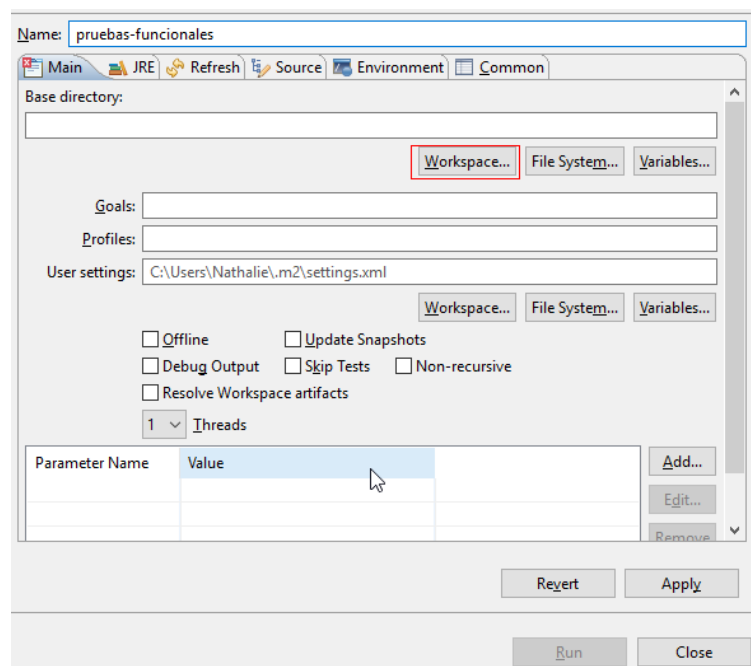 Name: pruebas-funcionales
Main JRE Refresh Source Environment Common
Base directory:
Workspace... File System... Variables...
Goals:
Profiles:
User settings: C:\Users\Nathalie\.m2\settings.xml
Workspace... File System... Variables...
Offline Update Snapshots
Debug Output Skip Tests Non-recursive
Resolve Workspace artifacts
1 Threads
Parameter Name Value Add...
Edit...
Remove
Revert Apply
Run Close